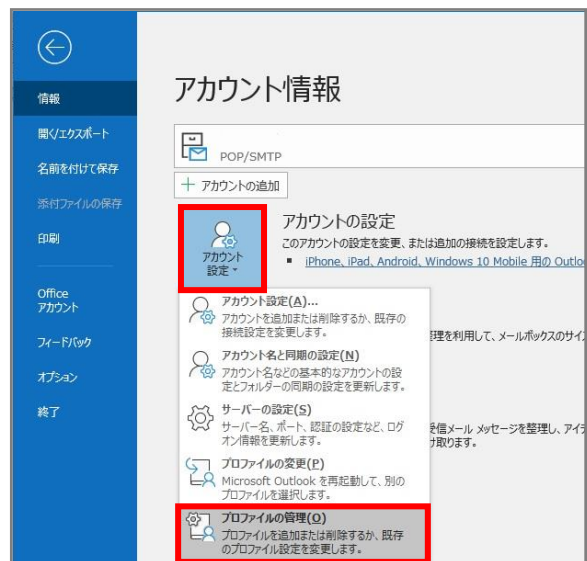 アカウント情報
情報
開く/エクスポート
名前を付けて保存
添付ファイルの保存
印刷
Office
アカウント
フィードバック
オプション
終了
POP/SMTP
アカウントの追加
アカウント
設定
アカウントの設定
このアカウントの設定を変更、または追加の接続を設定します。
iPhone、iPad、Android、Windows 10 Mobile 用の Outlo
アカウント設定(A)...
アカウントを追加または削除するか、既存の
接続設定を変更します。
アカウント名と同期の設定(N)
アカウント名などの基本的なアカウントの設
定とフォルダーの同期の設定を更新します。
サーバーの設定(S)
サーバー名、ポート、認証の設定など、ログ
オン情報を更新します。
プロファイルの変更(P)
Microsoft Outlook を再起動して、別の
プロファイルを選択します。
プロファイルの管理(O)
プロファイルを追加または削除するか、既存
のプロファイル設定を変更します。
理を利用して、メールボックスのサイ
受信メール メッセージを整理し、アイテ
け取ります。